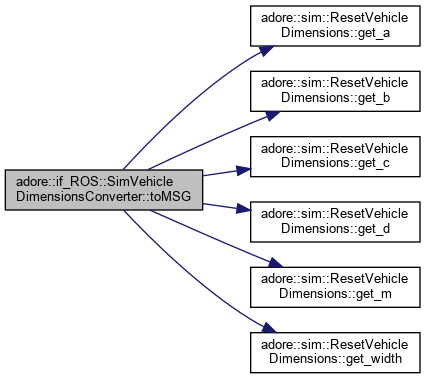 adore::if_ROS::SimVehicle
DimensionsConverter::toMSG
adore::sim::ResetVehicle
Dimensions::get_a
adore::sim::ResetVehicle
Dimensions::get_b
adore::sim::ResetVehicle
Dimensions::get_c
adore::sim::ResetVehicle
Dimensions::get_d
adore::sim::ResetVehicle
Dimensions::get_m
adore::sim::ResetVehicle
Dimensions::get_width